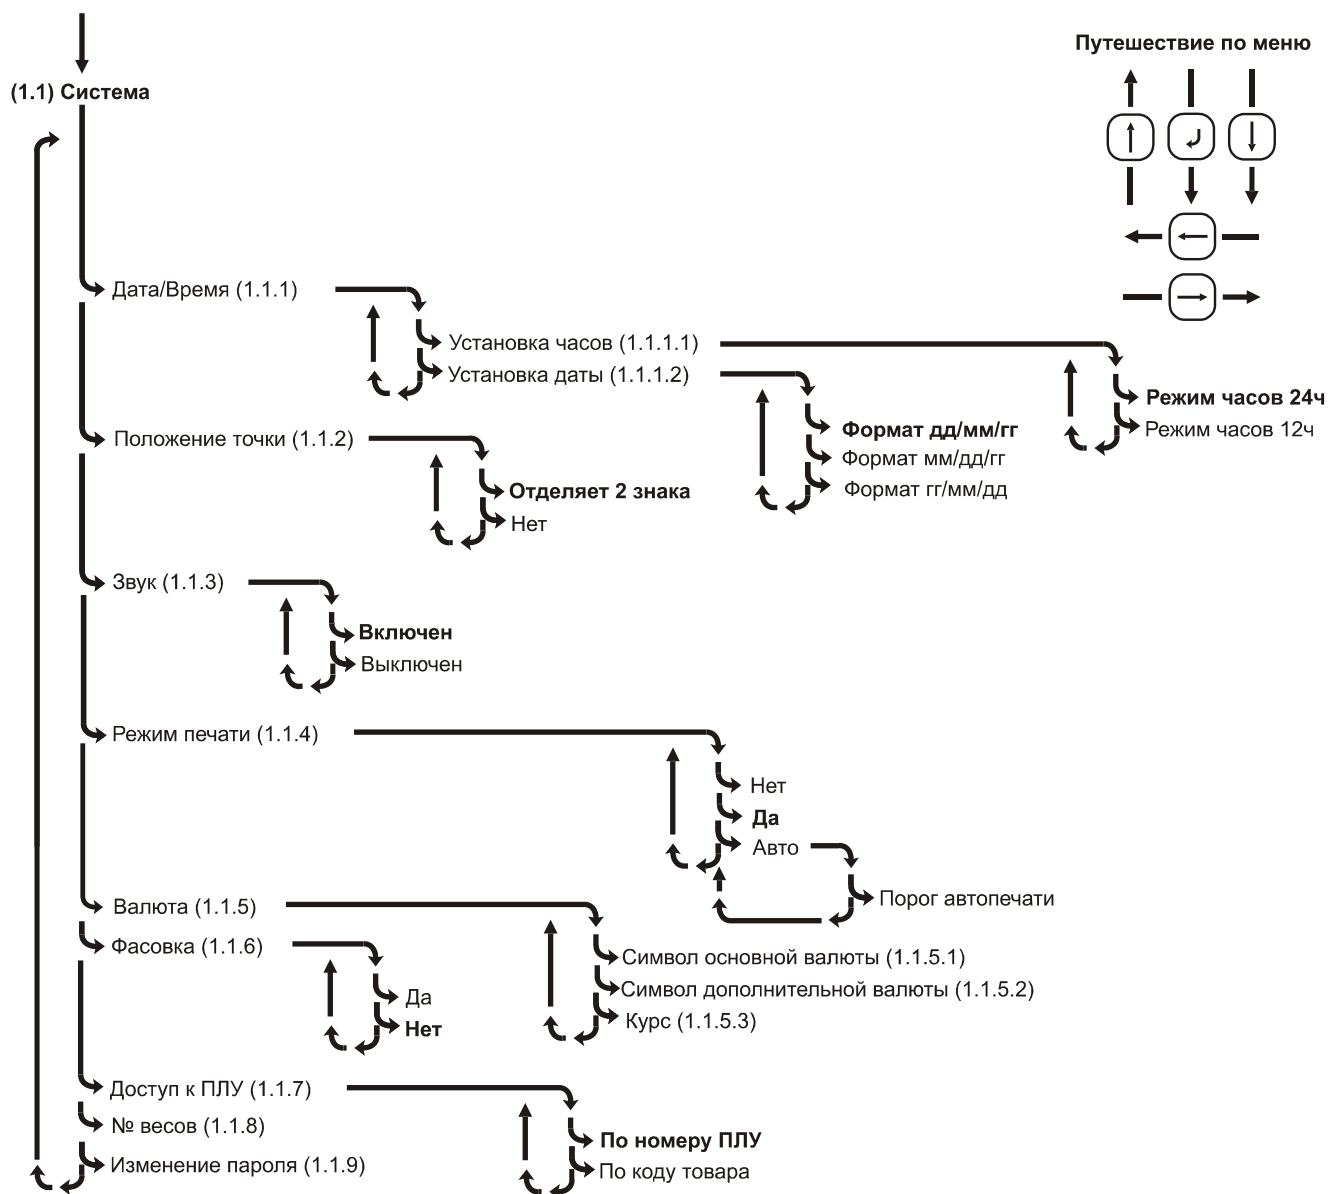 Путешествие по меню
(1.1) Система
Дата/Время (1.1.1)
Установка часов (1.1.1.1)
Установка даты (1.1.1.2)
Режим часов 24ч
Режим часов 12ч
Формат дд/мм/гг
Формат мм/дд/гг
Формат гг/мм/дд
Положение точки (1.1.2)
Отделяет 2 знака
Нет
Звук (1.1.3)
Включен
Выключен
Режим печати (1.1.4)
Нет
Да
Авто
Порог автопечати
Валюта (1.1.5)
Символ основной валюты (1.1.5.1)
Символ дополнительной валюты (1.1.5.2)
Курс (1.1.5.3)
Фасовка (1.1.6)
Да
Нет
Доступ к ПЛУ (1.1.7)
По номеру ПЛУ
По коду товара
№ весов (1.1.8)
Изменение пароля (1.1.9)